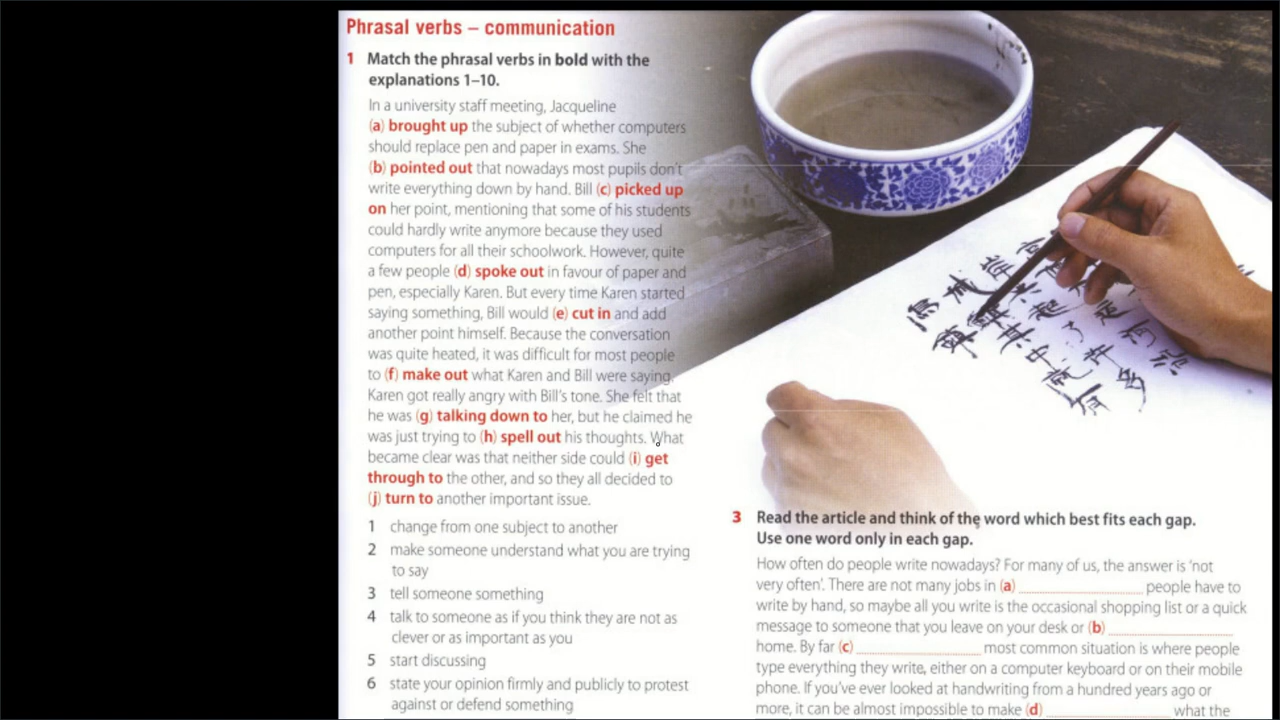 Phrasal verbs – communication
1 Match the phrasal verbs in bold with the
explanations 1–10.
In a university staff meeting, Jacqueline
(a) brought up the subject of whether computers
should replace pen and paper in exams. She
(b) pointed out that nowadays most pupils don't
write everything down by hand. Bill (c) picked up
on her point, mentioning that some of his students
could hardly write anymore because they used
computers for all their schoolwork. However, quite
a few people (d) spoke out in favour of paper and
pen, especially Karen. But every time Karen started
saying something, Bill would (e) cut in and add
another point himself. Because the conversation
was quite heated, it was difficult for most people
to (f) make out what Karen and Bill were saying.
Karen got really angry with Bill's tone. She felt that
he was (g) talking down to her, but he claimed he
was just trying to (h) spell out his thoughts. What
became clear was that neither side could (i) get
through to the other, and so they all decided to
(j) turn to another important issue.
1 change from one subject to another
2 make someone understand what you are trying
to say
3 tell someone something
4 talk to someone as if you think they are not as
clever or as important as you
5 start discussing
6 state your opinion firmly and publicly to protest
against or defend something
3 Read the article and think of the word which best fits each gap.
Use one word only in each gap.
How often do people write nowadays? For many of us, the answer is 'not
very often'. There are not many jobs in (a) people have to
write by hand, so maybe all you write is the occasional shopping list or a quick
message to someone that you leave on your desk or (b)
home. By far (c) most common situation is where people
type everything they write, either on a computer keyboard or on their mobile
phone. If you've ever looked at handwriting from a hundred years ago or
more, it can be almost impossible to make (d) what the